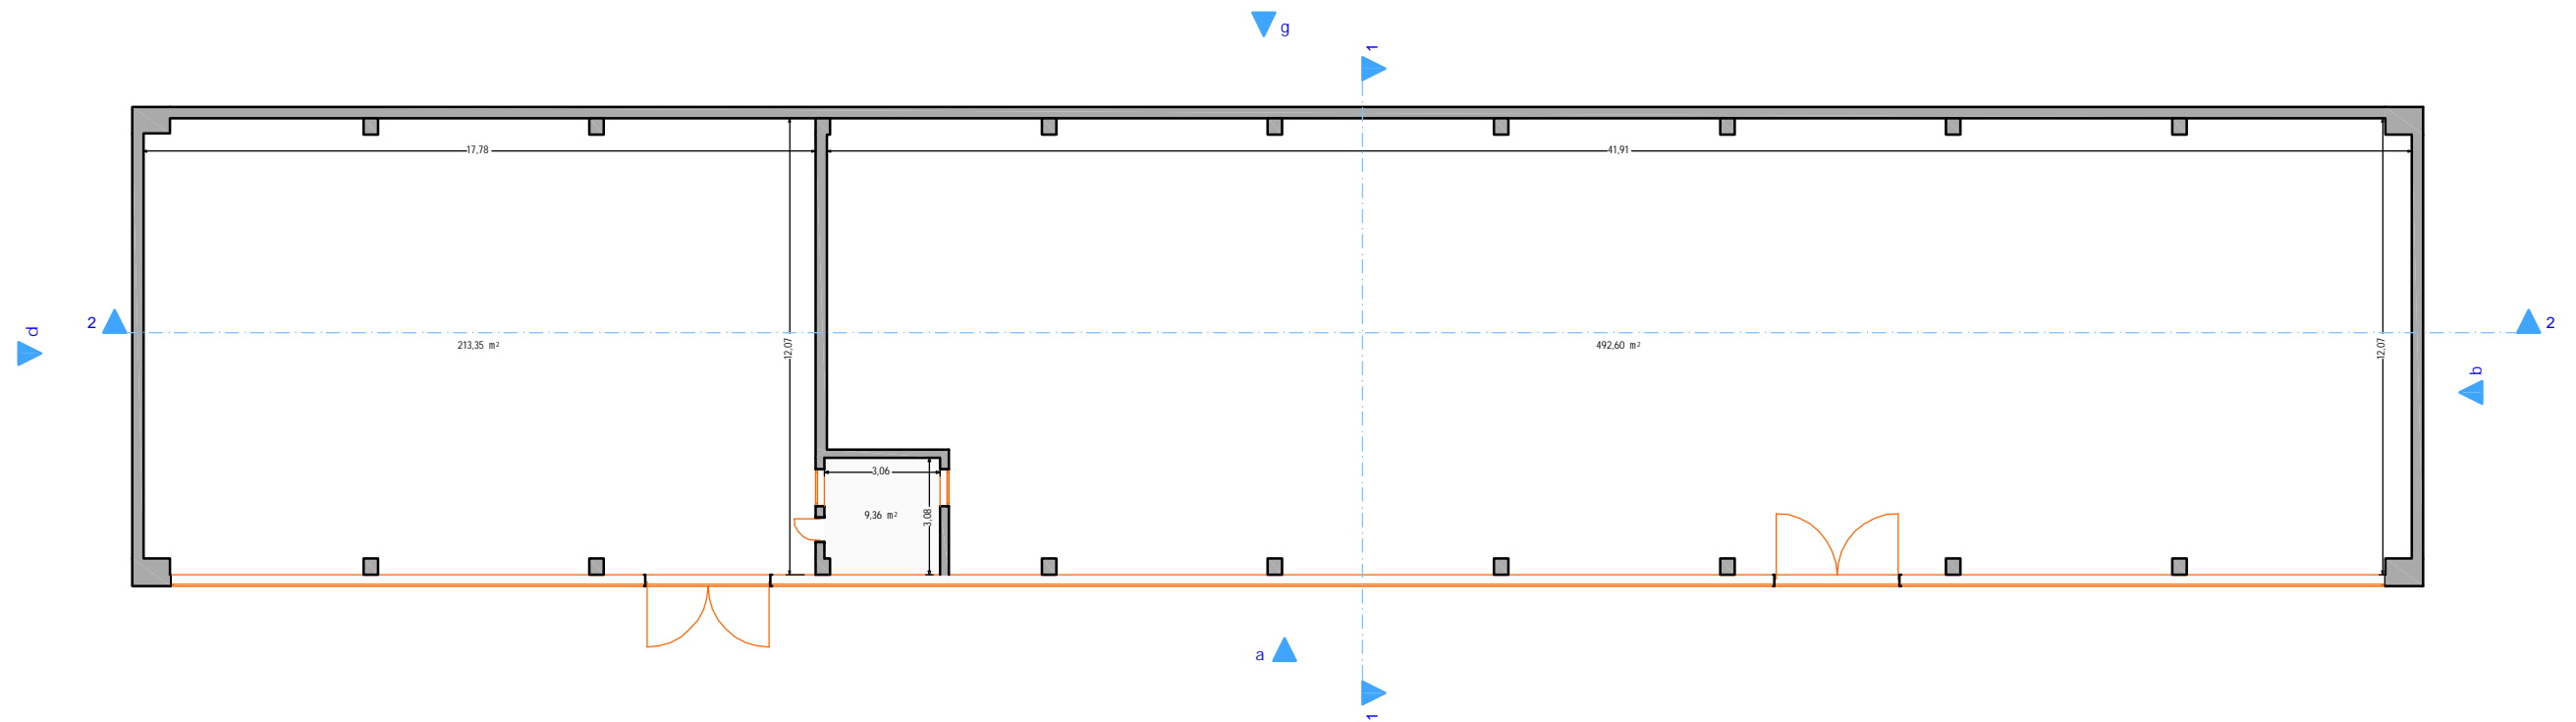 g
1
17,78
41,91
2
2
d
12,07
12,07
213,35 m²
492,60 m²
b
3,06
9,36 m²
3,08
a
1